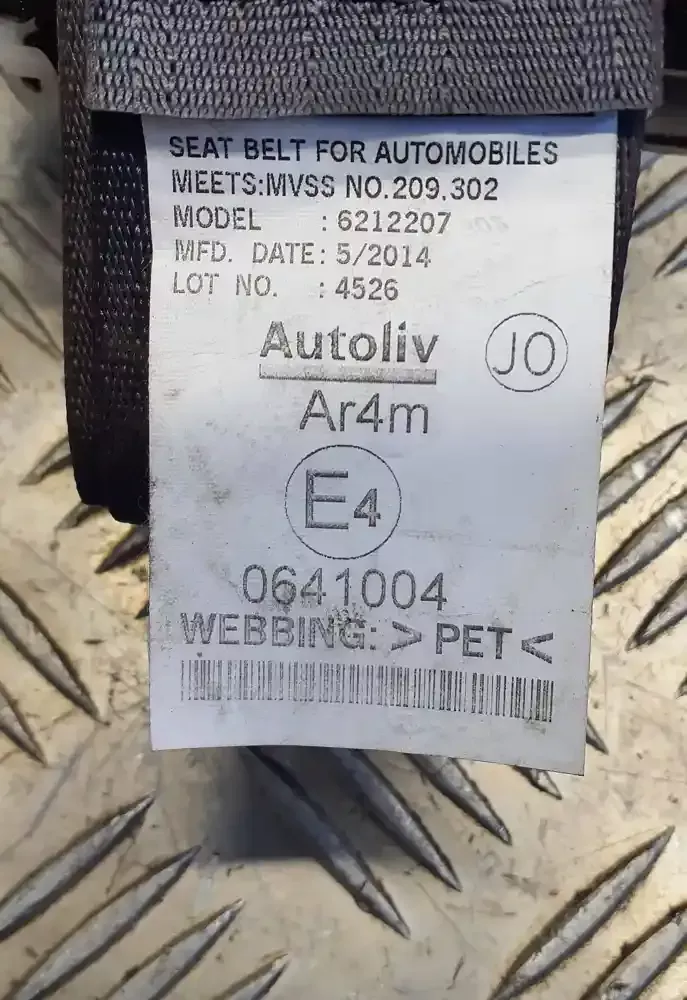 SEAT BELT FOR AUTOMOBILES
MEETS:MVSS NO.209.302
MODEL : 6212207
MFD. DATE: 5/2014
LOT NO. : 4526
Autoliv JO
Ar4m
E4
0641004
WEBBING: >PET<